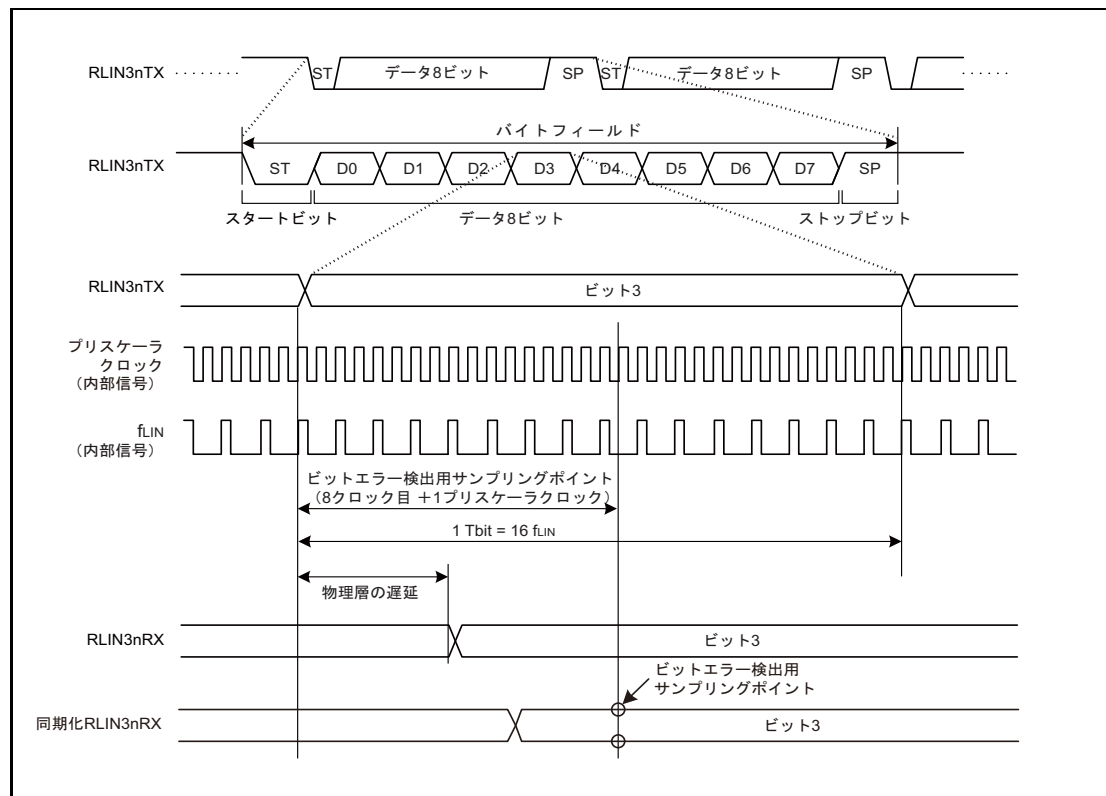 RLIN3nTX
ST
データ8ビット
SP
ST
データ8ビット
SP
バイトフィールド
RLIN3nTX
ST
D0
D1
D2
D3
D4
D5
D6
D7
SP
スタートビット
データ8ビット
ストップビット
RLIN3nTX
ビット3
プリスケーラ
クロック
（内部信号）
fLIN
（内部信号）
ビットエラー検出用サンプリングポイント
（8クロック目 +1プリスケーラクロック）
1 Tbit = 16 fLIN
物理層の遅延
RLIN3nRX
ビット3
ビットエラー検出用
サンプリングポイント
同期化RLIN3nRX
ビット3